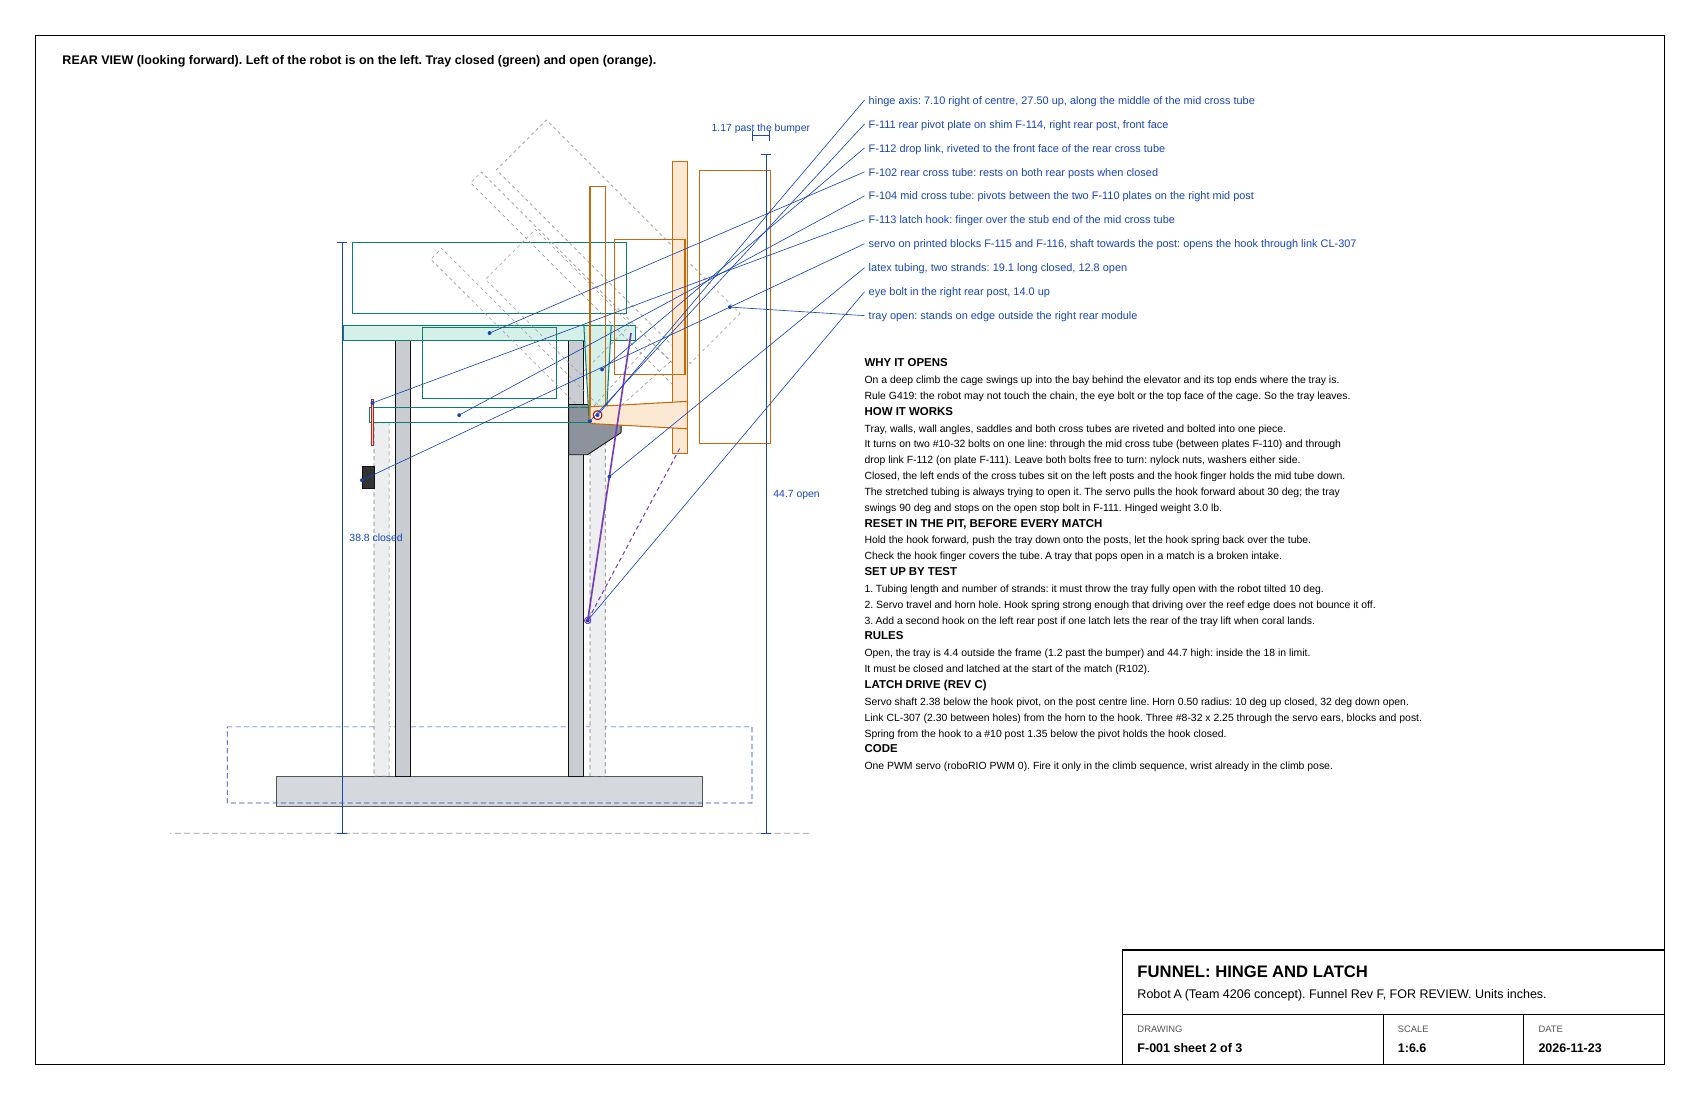 REAR VIEW (looking forward). Left of the robot is on the left. Tray closed (green) and open (orange).
hinge axis: 7.10 right of centre, 27.50 up, along the middle of the mid cross tube
1.17 past the bumper
F-111 rear pivot plate on shim F-114, right rear post, front face
F-112 drop link, riveted to the front face of the rear cross tube
F-102 rear cross tube: rests on both rear posts when closed
F-104 mid cross tube: pivots between the two F-110 plates on the right mid post
F-113 latch hook: finger over the stub end of the mid cross tube
servo on printed blocks F-115 and F-116, shaft towards the post: opens the hook through link CL-307
latex tubing, two strands: 19.1 long closed, 12.8 open
eye bolt in the right rear post, 14.0 up
tray open: stands on edge outside the right rear module
44.7 open
38.8 closed
WHY IT OPENS
On a deep climb the cage swings up into the bay behind the elevator and its top ends where the tray is.
Rule G419: the robot may not touch the chain, the eye bolt or the top face of the cage. So the tray leaves.
HOW IT WORKS
Tray, walls, wall angles, saddles and both cross tubes are riveted and bolted into one piece.
It turns on two #10-32 bolts on one line: through the mid cross tube (between plates F-110) and through
drop link F-112 (on plate F-111). Leave both bolts free to turn: nylock nuts, washers either side.
Closed, the left ends of the cross tubes sit on the left posts and the hook finger holds the mid tube down.
The stretched tubing is always trying to open it. The servo pulls the hook forward about 30 deg; the tray
swings 90 deg and stops on the open stop bolt in F-111. Hinged weight 3.0 lb.
RESET IN THE PIT, BEFORE EVERY MATCH
Hold the hook forward, push the tray down onto the posts, let the hook spring back over the tube.
Check the hook finger covers the tube. A tray that pops open in a match is a broken intake.
SET UP BY TEST
1. Tubing length and number of strands: it must throw the tray fully open with the robot tilted 10 deg.
2. Servo travel and horn hole. Hook spring strong enough that driving over the reef edge does not bounce it off.
3. Add a second hook on the left rear post if one latch lets the rear of the tray lift when coral lands.
RULES
Open, the tray is 4.4 outside the frame (1.2 past the bumper) and 44.7 high: inside the 18 in limit.
It must be closed and latched at the start of the match (R102).
LATCH DRIVE (REV C)
Servo shaft 2.38 below the hook pivot, on the post centre line. Horn 0.50 radius: 10 deg up closed, 32 deg down open.
Link CL-307 (2.30 between holes) from the horn to the hook. Three #8-32 x 2.25 through the servo ears, blocks and post.
Spring from the hook to a #10 post 1.35 below the pivot holds the hook closed.
CODE
One PWM servo (roboRIO PWM 0). Fire it only in the climb sequence, wrist already in the climb pose.
FUNNEL: HINGE AND LATCH
Robot A (Team 4206 concept). Funnel Rev F, FOR REVIEW. Units inches.
DRAWING
F-001 sheet 2 of 3
SCALE
1:6.6
DATE
2026-11-23